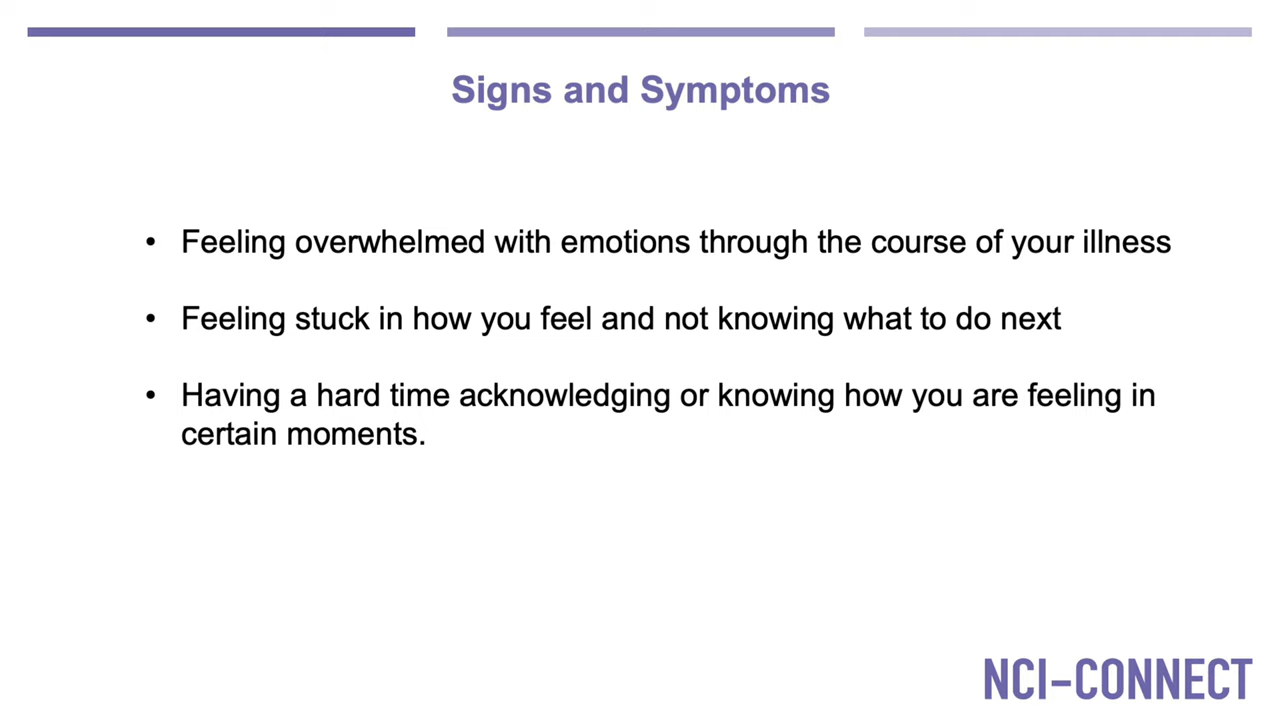 Signs and Symptoms
• Feeling overwhelmed with emotions through the course of your illness
• Feeling stuck in how you feel and not knowing what to do next
• Having a hard time acknowledging or knowing how you are feeling in
certain moments.
NCI-CONNECT